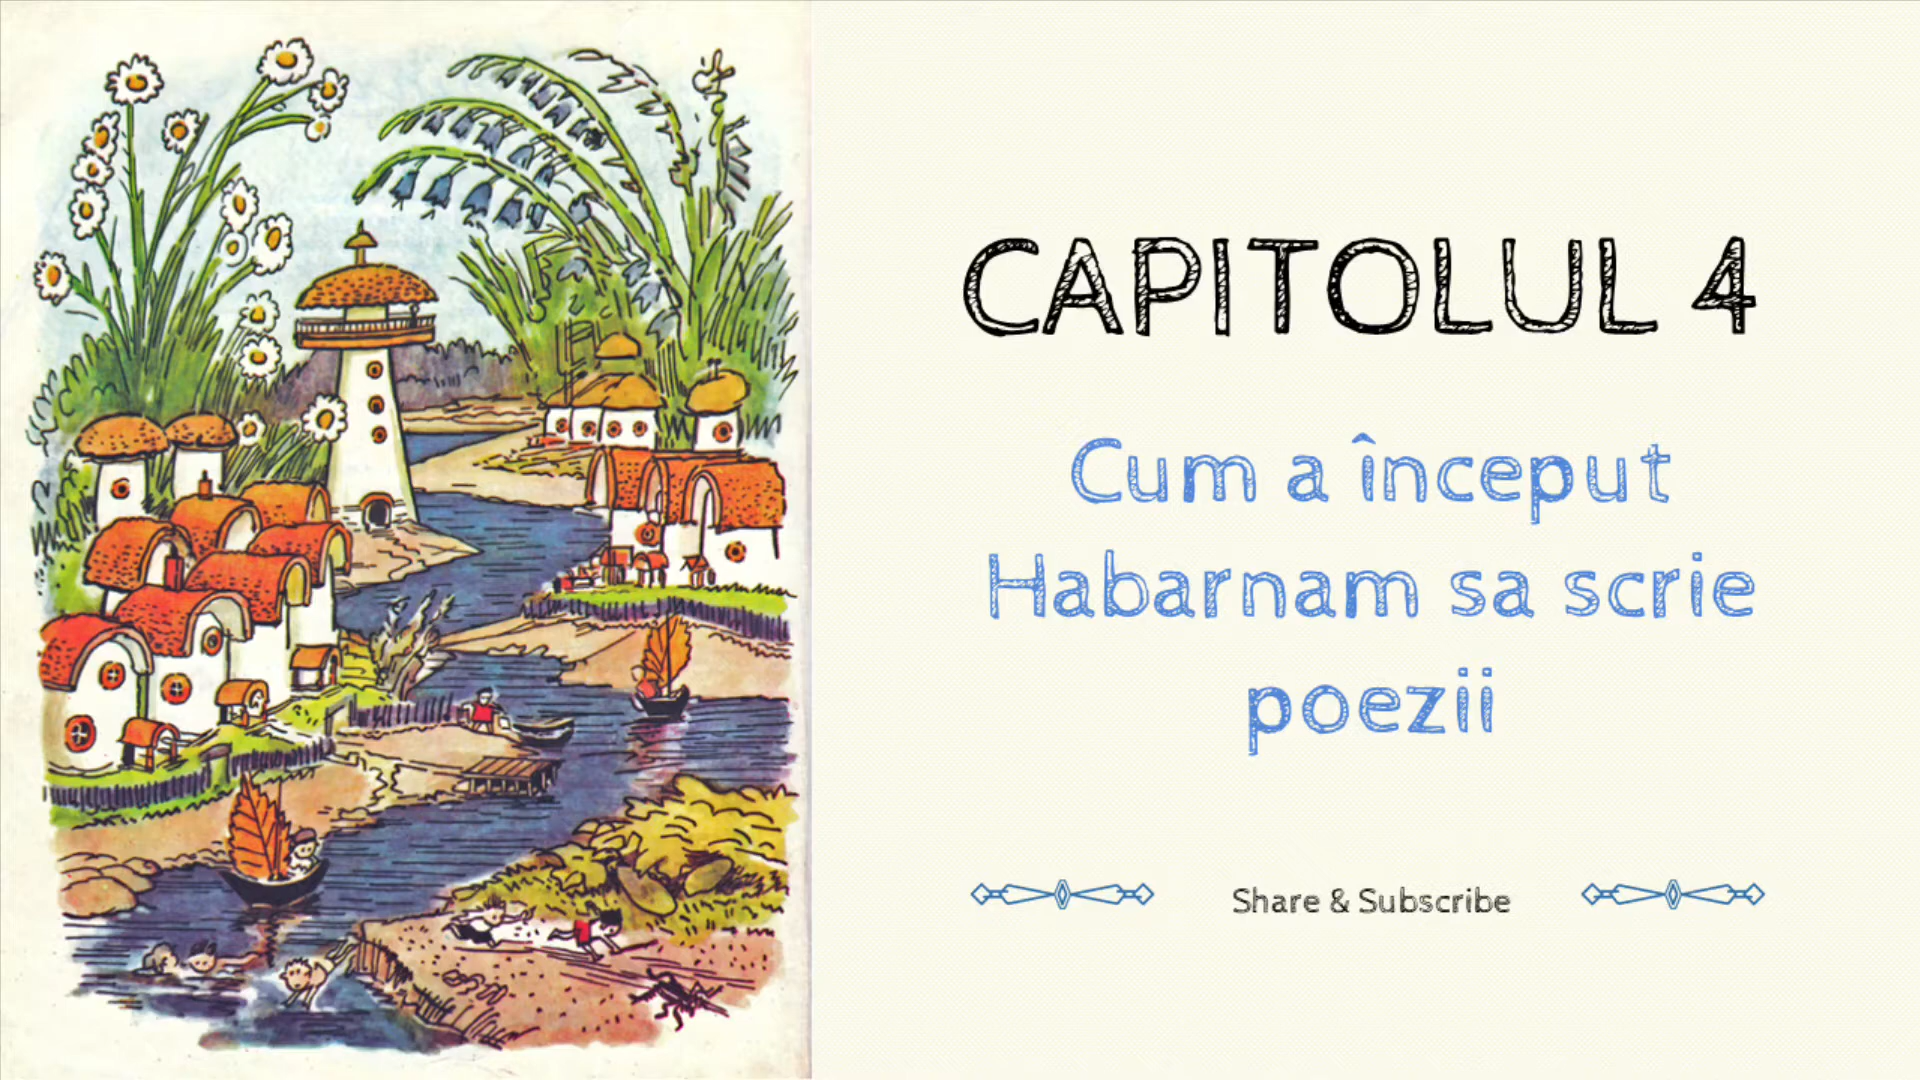 CAPITOLUL 4
Cum a început
Habarnam sa scrie
poezii
Share & Subscribe